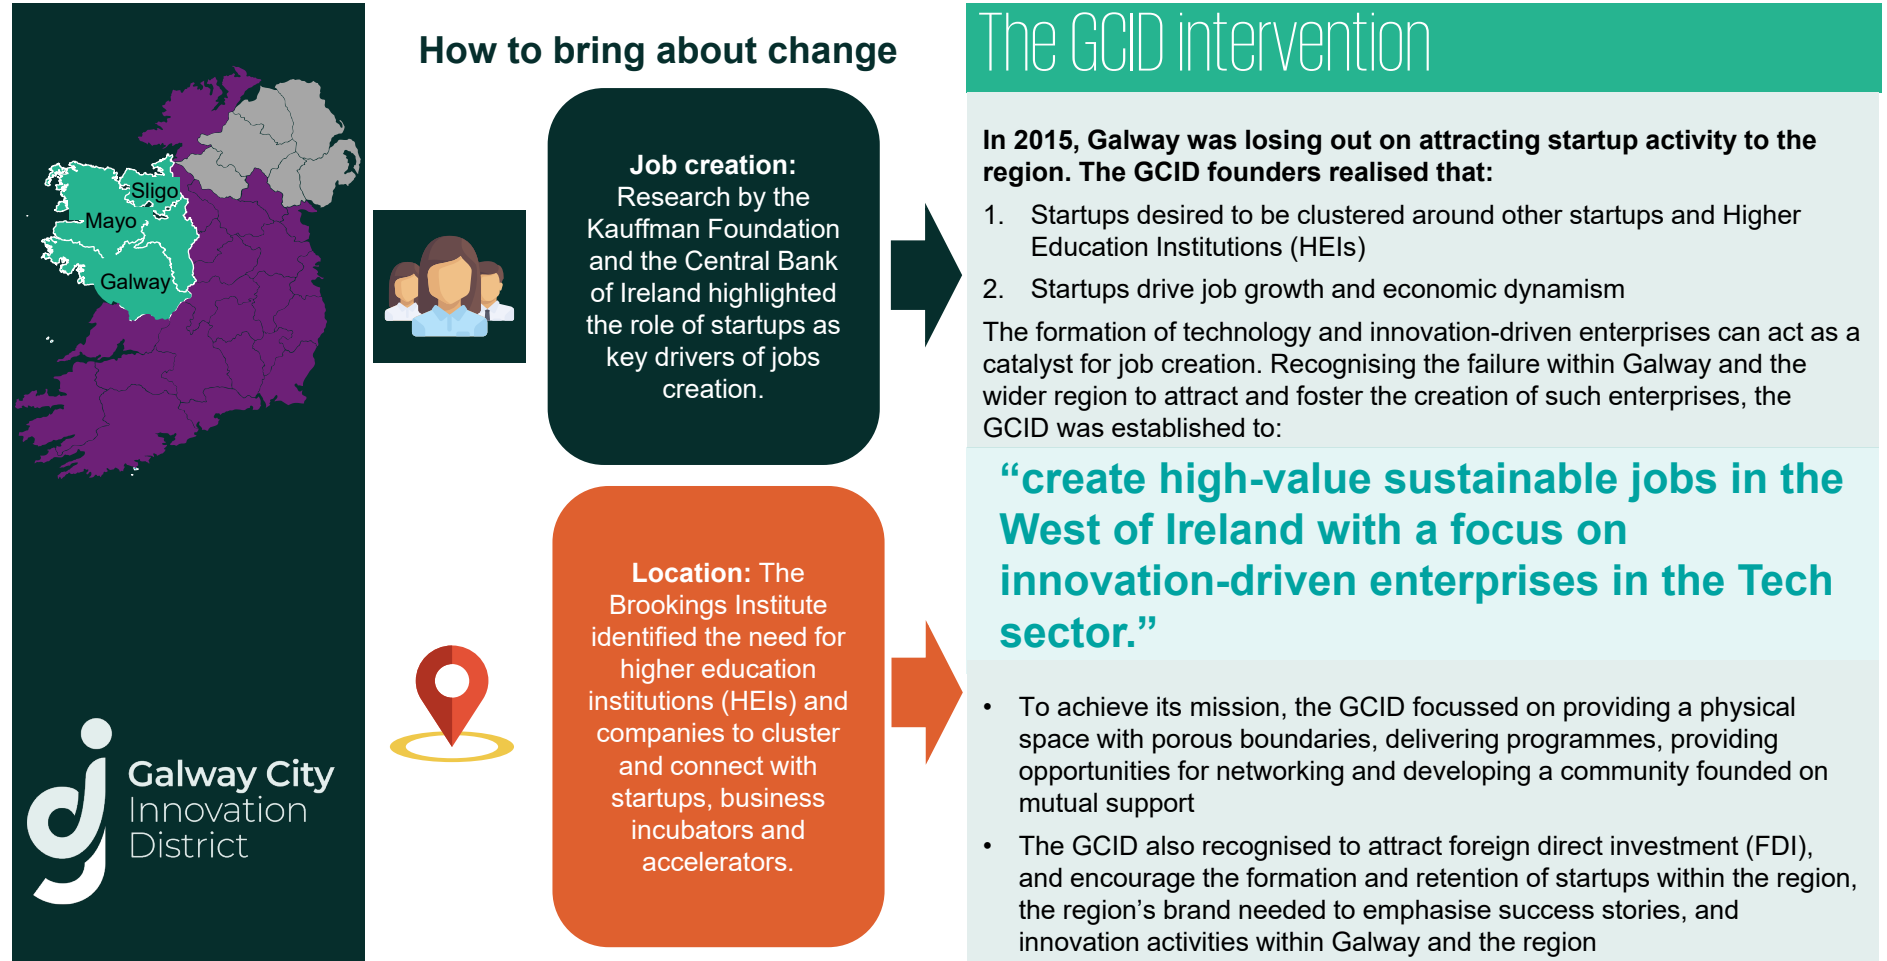 Sligo
Mayo
Galway
Galway City
Innovation
District
How to bring about change
Job creation:
Research by the
Kauffman Foundation
and the Central Bank
of Ireland highlighted
the role of startups as
key drivers of jobs
creation.
Location: The
Brookings Institute
identified the need for
higher education
institutions (HEIs) and
companies to cluster
and connect with
startups, business
incubators and
accelerators.
The GCID intervention
In 2015, Galway was losing out on attracting startup activity to the
region. The GCID founders realised that:
1. Startups desired to be clustered around other startups and Higher
Education Institutions (HEIs)
2. Startups drive job growth and economic dynamism
The formation of technology and innovation-driven enterprises can act as a
catalyst for job creation. Recognising the failure within Galway and the
wider region to attract and foster the creation of such enterprises, the
GCID was established to:
“create high-value sustainable jobs in the
West of Ireland with a focus on
innovation-driven enterprises in the Tech
sector.”
• To achieve its mission, the GCID focussed on providing a physical
space with porous boundaries, delivering programmes, providing
opportunities for networking and developing a community founded on
mutual support
• The GCID also recognised to attract foreign direct investment (FDI),
and encourage the formation and retention of startups within the region,
the region’s brand needed to emphasise success stories, and
innovation activities within Galway and the region